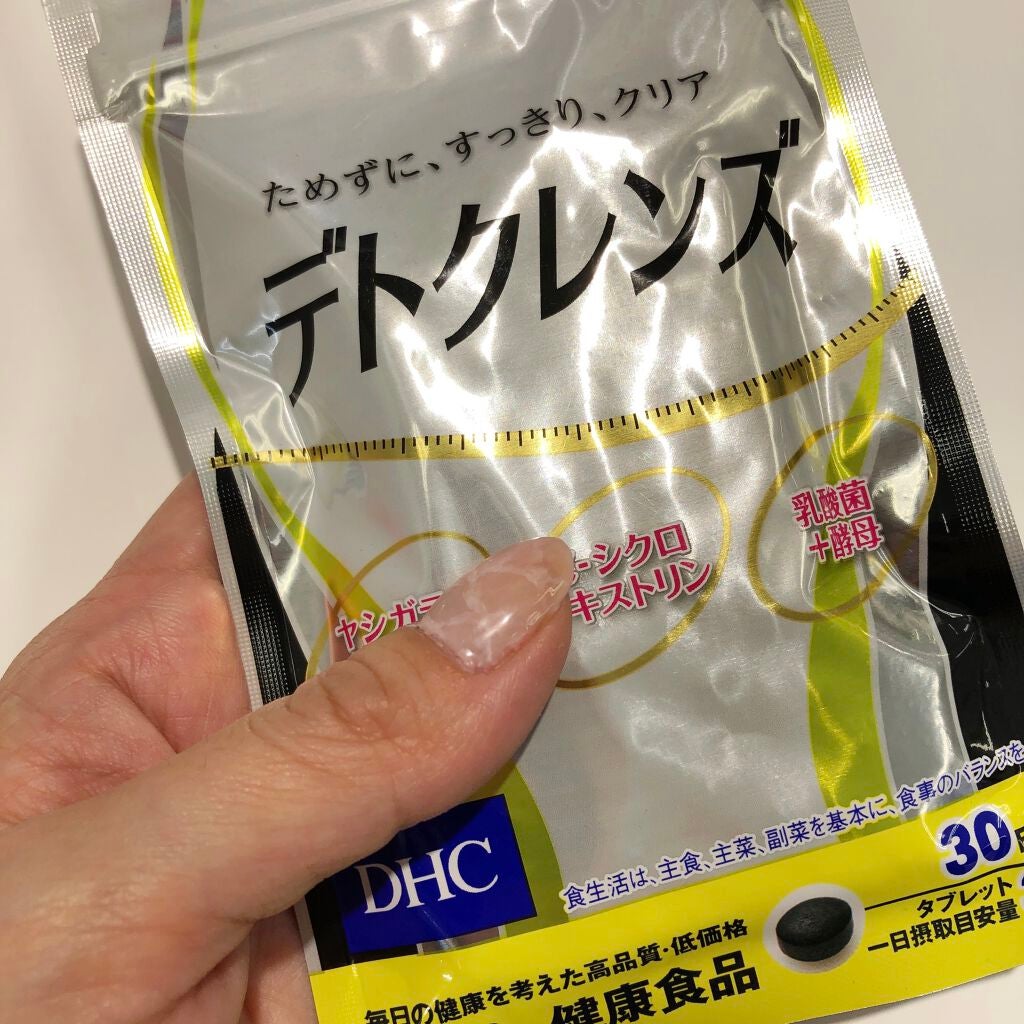 ためずに、すっきり、クリア
デトクレンズ
ヤシガラ
-シクロ
キストリン
乳酸菌
+酵母
DHC
食生活は、主食、主菜、副菜を基本に、食事のバランスを
30
タブレット
一日摂取目安量
毎日の健康を考えた高品質・低価格
健康食品